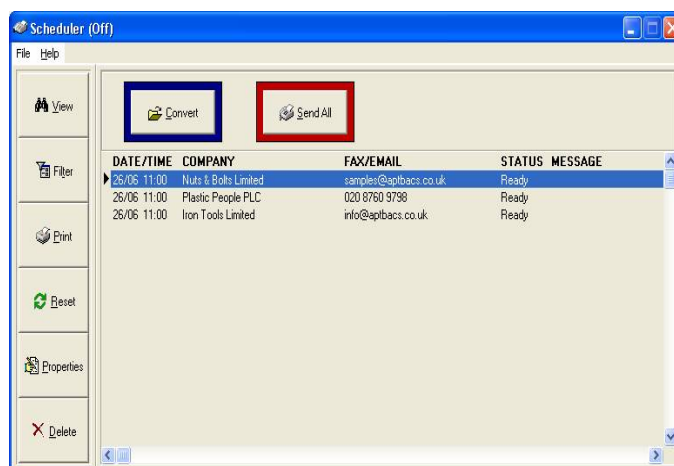 Scheduler (Off)
File Help
View
Filter
Print
Reset
Properties
Delete
Convert
Send All
DATE/TIME COMPANY FAX/EMAIL STATUS MESSAGE
26/06 11:00 Nuts & Bolts Limited samples@aptbacs.co.uk Ready
26/06 11:00 Plastic People PLC 020 8760 9798 Ready
26/06 11:00 Iron Tools Limited info@aptbacs.co.uk Ready